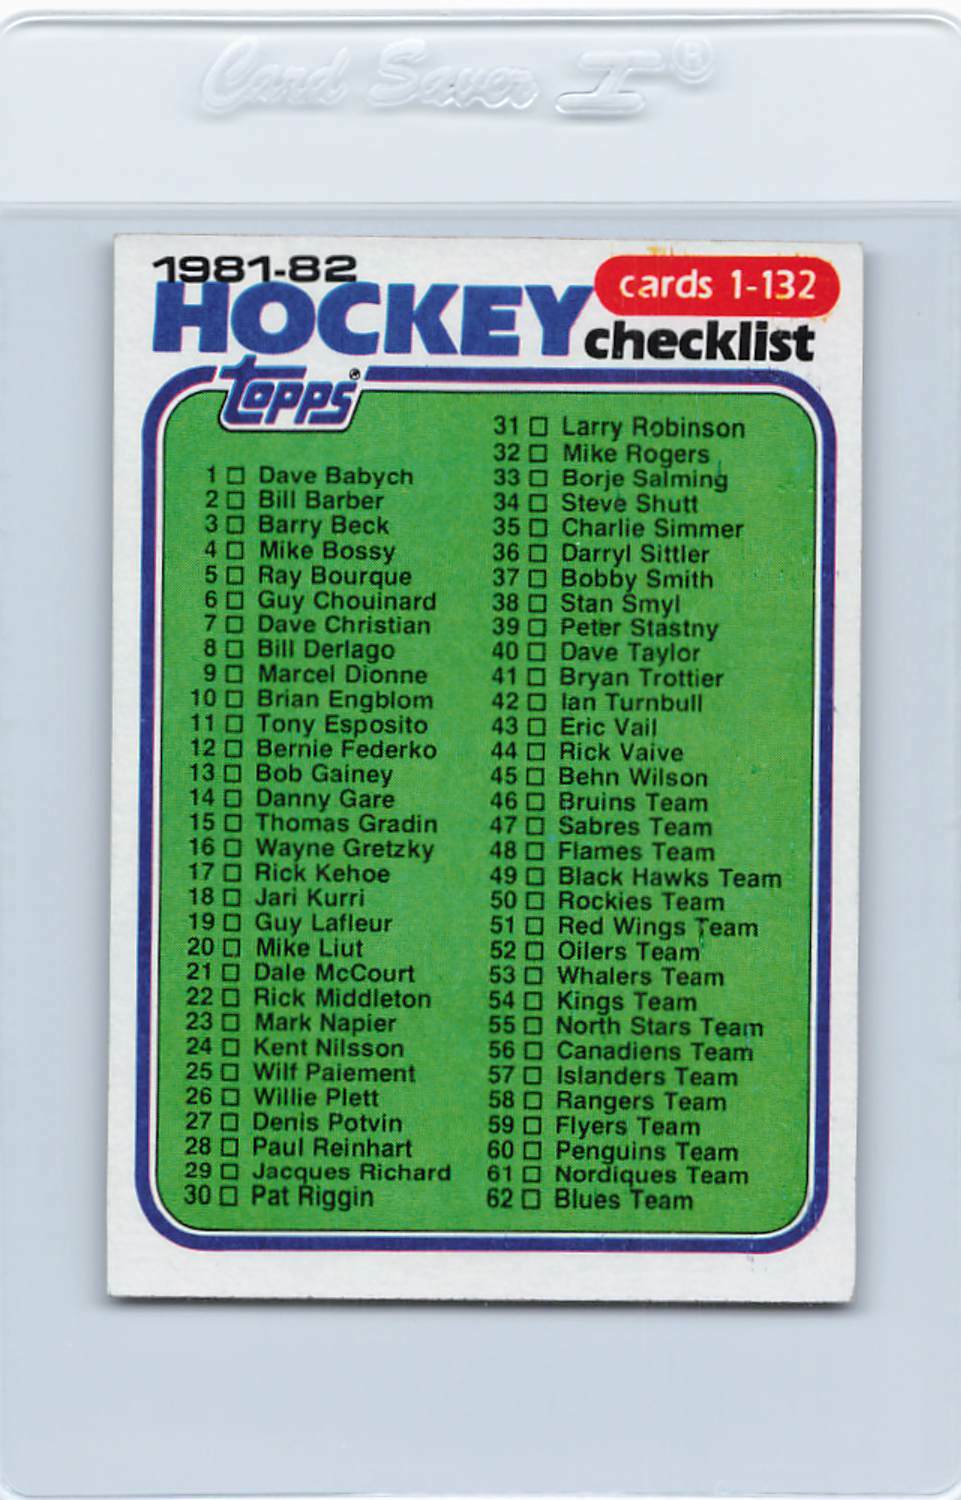 Card Saver I®
1981-82
HOCKEY
cards 1-132
checklist
topps®
1 □ Dave Babych
2 □ Bill Barber
3 □ Barry Beck
4 □ Mike Bossy
5 □ Ray Bourque
6 □ Guy Chouinard
7 □ Dave Christian
8 □ Bill Derlago
9 □ Marcel Dionne
10 □ Brian Engblom
11 □ Tony Esposito
12 □ Bernie Federko
13 □ Bob Gainey
14 □ Danny Gare
15 □ Thomas Gradin
16 □ Wayne Gretzky
17 □ Rick Kehoe
18 □ Jari Kurri
19 □ Guy Lafleur
20 □ Mike Liut
21 □ Dale McCourt
22 □ Rick Middleton
23 □ Mark Napier
24 □ Kent Nilsson
25 □ Wilf Paiement
26 □ Willie Plett
27 □ Denis Potvin
28 □ Paul Reinhart
29 □ Jacques Richard
30 □ Pat Riggin
31 □ Larry Robinson
32 □ Mike Rogers
33 □ Borje Salming
34 □ Steve Shutt
35 □ Charlie Simmer
36 □ Darryl Sittler
37 □ Bobby Smith
38 □ Stan Smyl
39 □ Peter Stastny
40 □ Dave Taylor
41 □ Bryan Trottier
42 □ Ian Turnbull
43 □ Eric Vail
44 □ Rick Vaive
45 □ Behn Wilson
46 □ Bruins Team
47 □ Sabres Team
48 □ Flames Team
49 □ Black Hawks Team
50 □ Rockies Team
51 □ Red Wings Team
52 □ Oilers Team
53 □ Whalers Team
54 □ Kings Team
55 □ North Stars Team
56 □ Canadiens Team
57 □ Islanders Team
58 □ Rangers Team
59 □ Flyers Team
60 □ Penguins Team
61 □ Nordiques Team
62 □ Blues Team